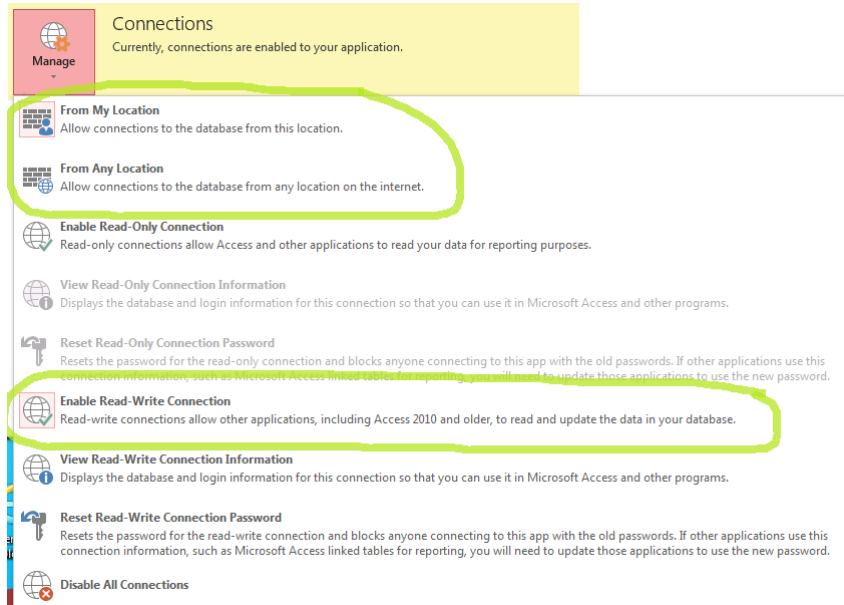 Connections
Currently, connections are enabled to your application.
Manage
From My Location
Allow connections to the database from this location.
From Any Location
Allow connections to the database from any location on the internet.
Enable Read-Only Connection
Read-only connections allow Access and other applications to read your data for reporting purposes.
View Read-Only Connection Information
Displays the database and login information for this connection so that you can use it in Microsoft Access and other programs.
Reset Read-Only Connection Password
Resets the password for the read-only connection and blocks anyone connecting to this app with the old passwords. If other applications use this
connection information, such as Microsoft Access linked tables for reporting, you will need to update those applications to use the new password.
Enable Read-Write Connection
Read-write connections allow other applications, including Access 2010 and older, to read and update the data in your database.
View Read-Write Connection Information
Displays the database and login information for this connection so that you can use it in Microsoft Access and other programs.
Reset Read-Write Connection Password
Resets the password for the read-write connection and blocks anyone connecting to this app with the old passwords. If other applications use this
connection information, such as Microsoft Access linked tables for reporting, you will need to update those applications to use the new password.
Disable All Connections